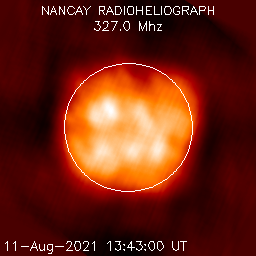 NANCAY RADIOHELIOGRAPH
327.0 Mhz
11-Aug-2021 13:43:00 UT